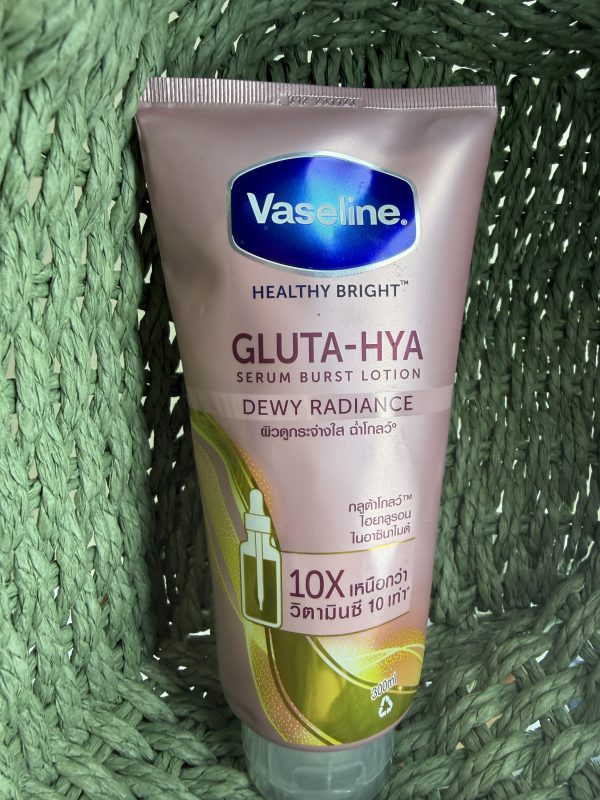 Vaseline®
HEALTHY BRIGHT™
GLUTA-HYA
SERUM BURST LOTION
DEWY RADIANCE
ผิวดูกระจ่างใส ฉ่ำโกลว์°
กลูต้าโกลว์™
ไฮยาลูรอน
ไนอาซินาไมด์
10X เหนือกว่า
วิตามินซี 10 เท่า*
300ml